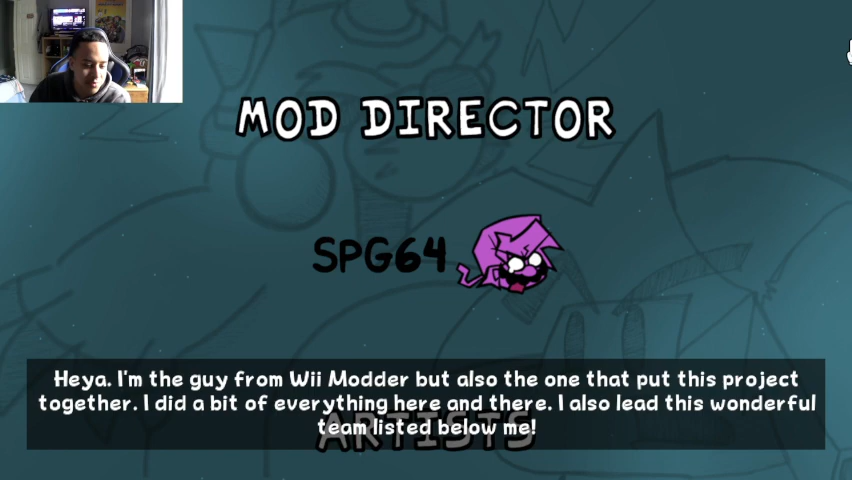 MOD DIRECTOR
SPG64
Heya. I'm the guy from Wii Modder but also the one that put this project
together. I did a bit of everything here and there. I also lead this wonderful
team listed below me!
ARTISTS